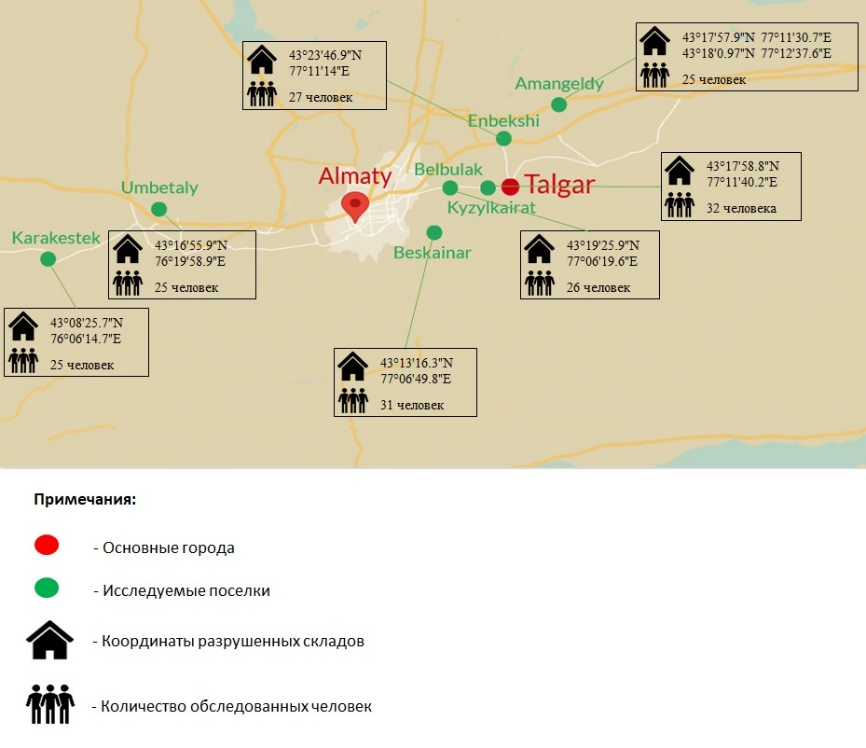 43°17'57.9"N 77°11'30.7"E
43°18'0.97"N 77°12'37.6"E
25 человек
43°23'46.9"N
77°11'14"E
27 человек
Amangeldy
Enbekshi
Almaty
Belbulak
Talgar
43°17'58.8"N
77°11'40.2"E
32 человека
Umbetaly
Kyzylkairat
Karakestek
43°16'55.9"N
76°19'58.9"E
25 человек
Beskainar
43°19'25.9"N
77°06'19.6"E
26 человек
43°08'25.7"N
76°06'14.7"E
25 человек
43°13'16.3"N
77°06'49.8"E
31 человек
Примечания:
- Основные города
- Исследуемые поселки
- Координаты разрушенных складов
- Количество обследованных человек